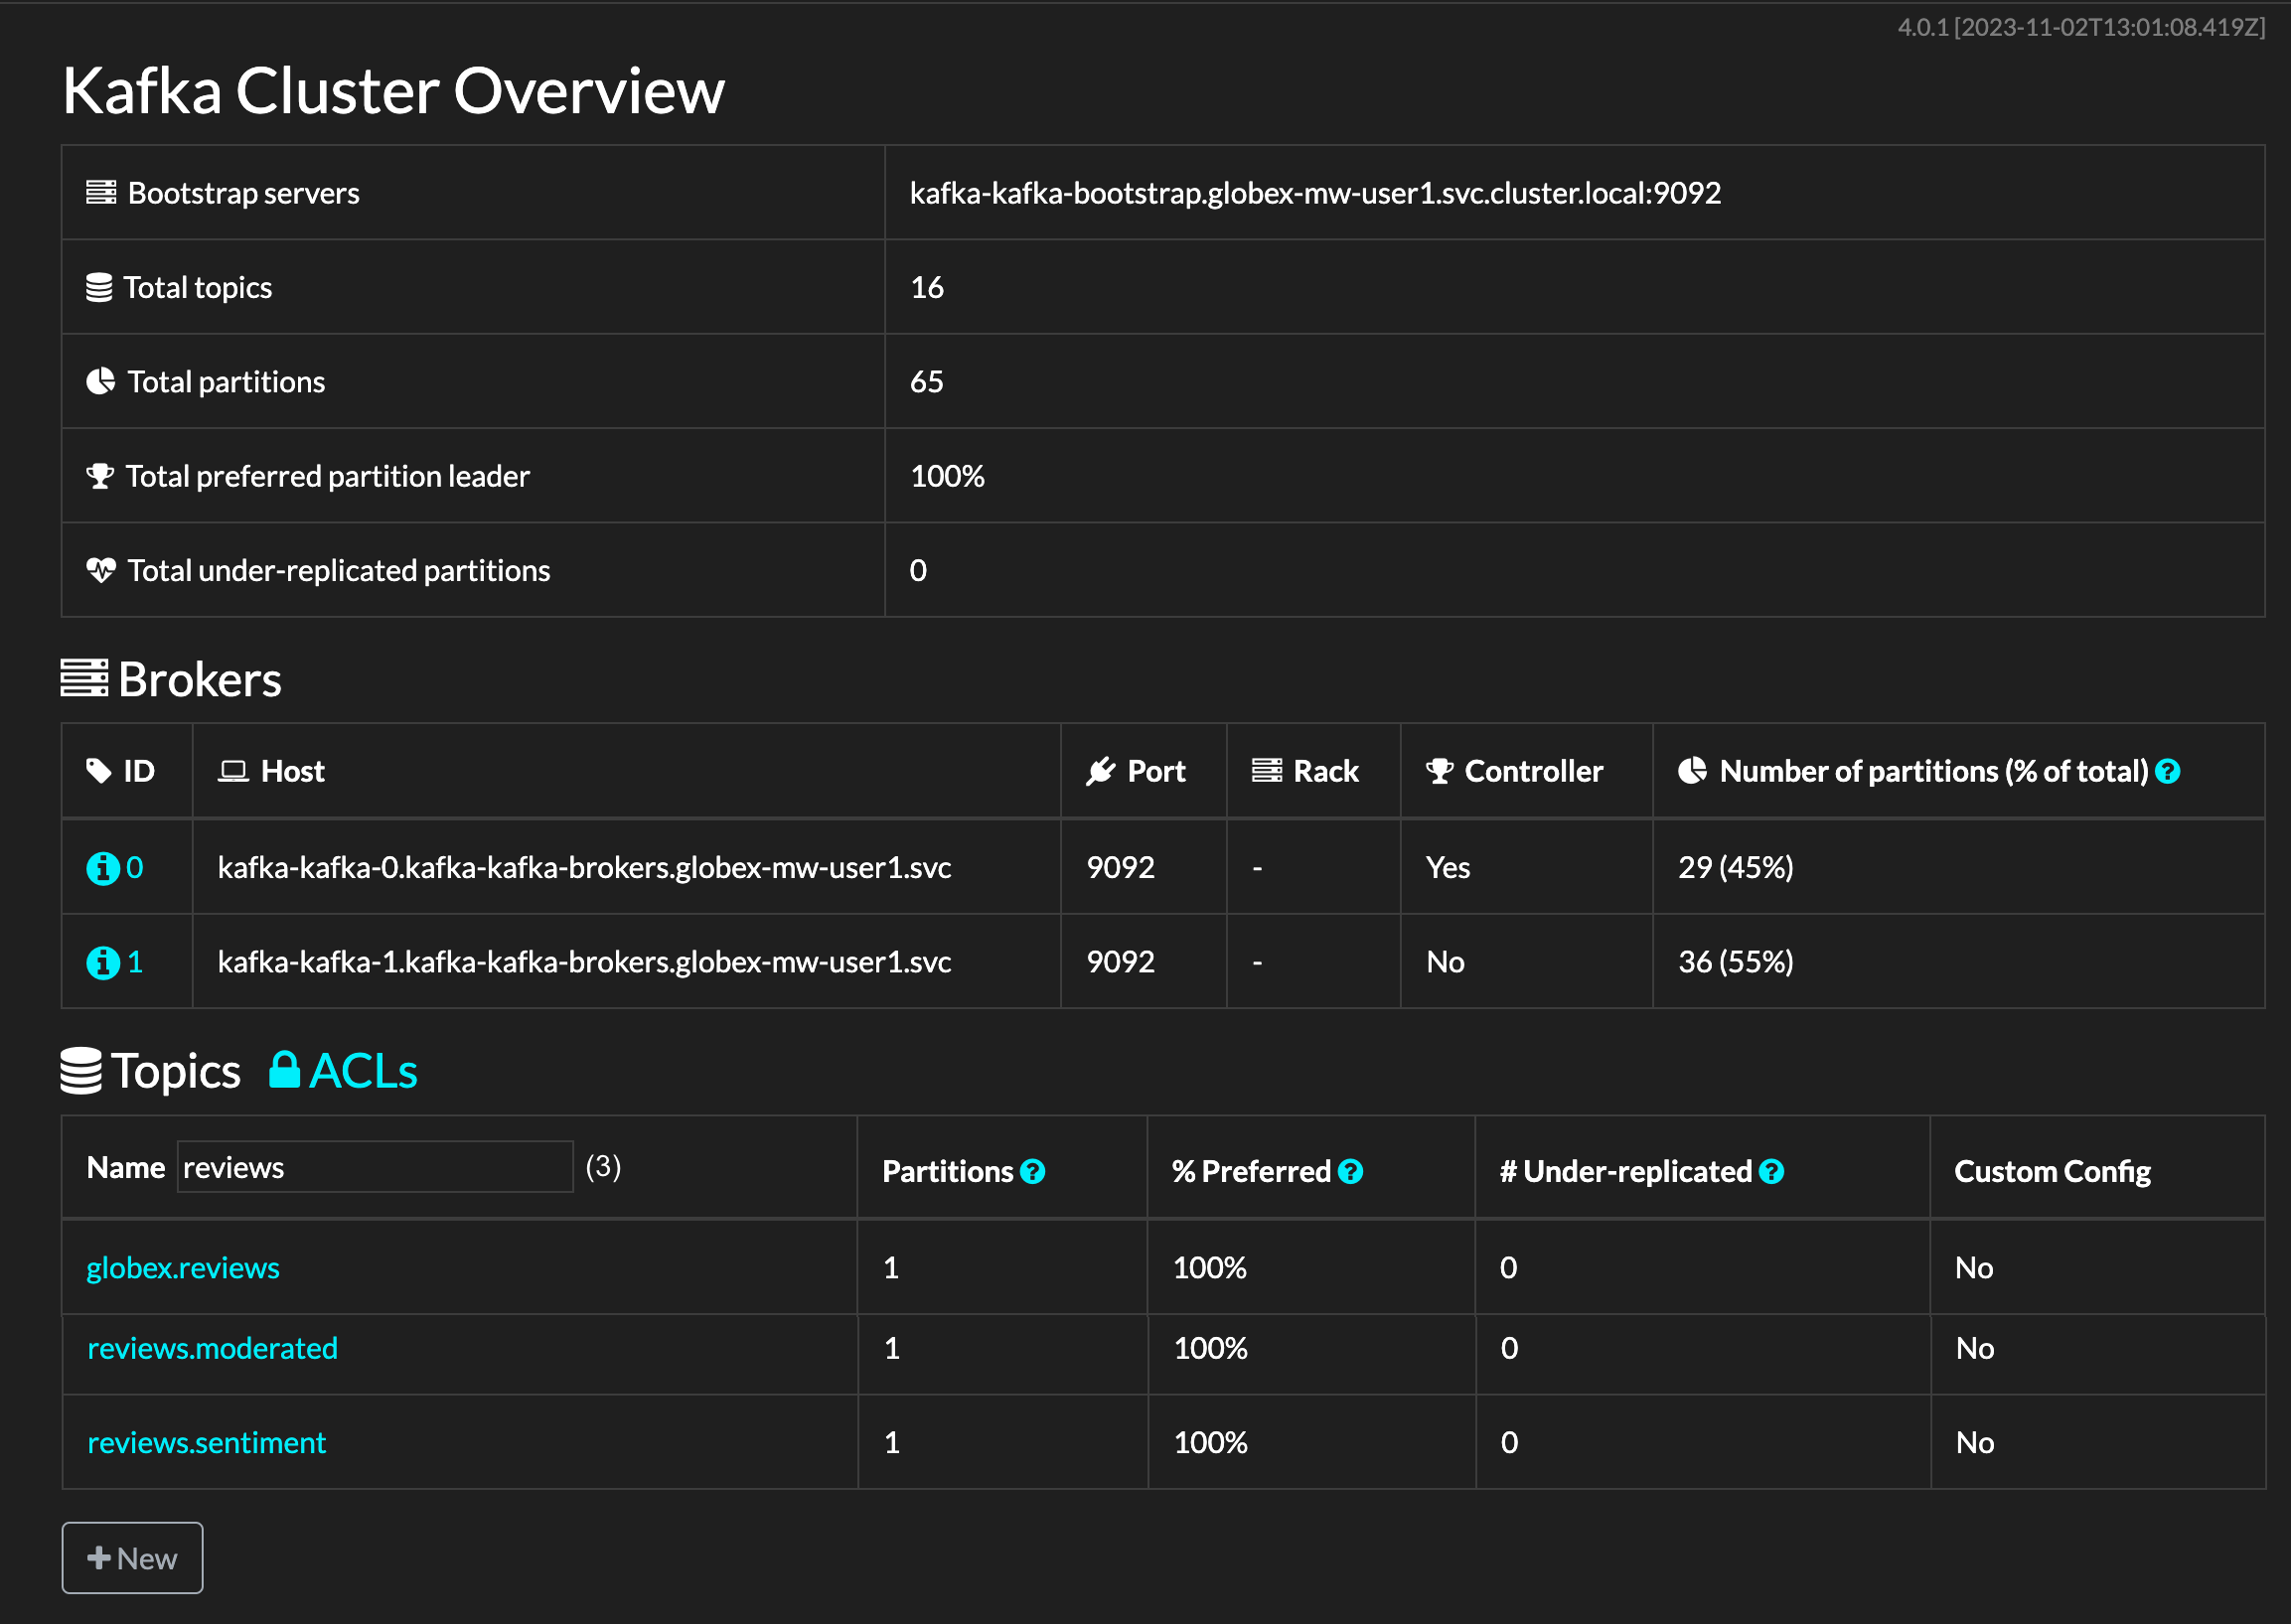 4.0.1 [2023-11-02T13:01:08.419Z]
Kafka Cluster Overview
Bootstrap servers kafka-kafka-bootstrap.globex-mw-user1.svc.cluster.local:9092
Total topics 16
Total partitions 65
Total preferred partition leader 100%
Total under-replicated partitions 0
Brokers
ID Host Port Rack Controller Number of partitions (% of total) ?
0 kafka-kafka-0.kafka-kafka-brokers.globex-mw-user1.svc 9092 - Yes 29 (45%)
1 kafka-kafka-1.kafka-kafka-brokers.globex-mw-user1.svc 9092 - No 36 (55%)
Topics ACLs
Name reviews (3) Partitions ? % Preferred ? # Under-replicated ? Custom Config
globex.reviews 1 100% 0 No
reviews.moderated 1 100% 0 No
reviews.sentiment 1 100% 0 No
+ New